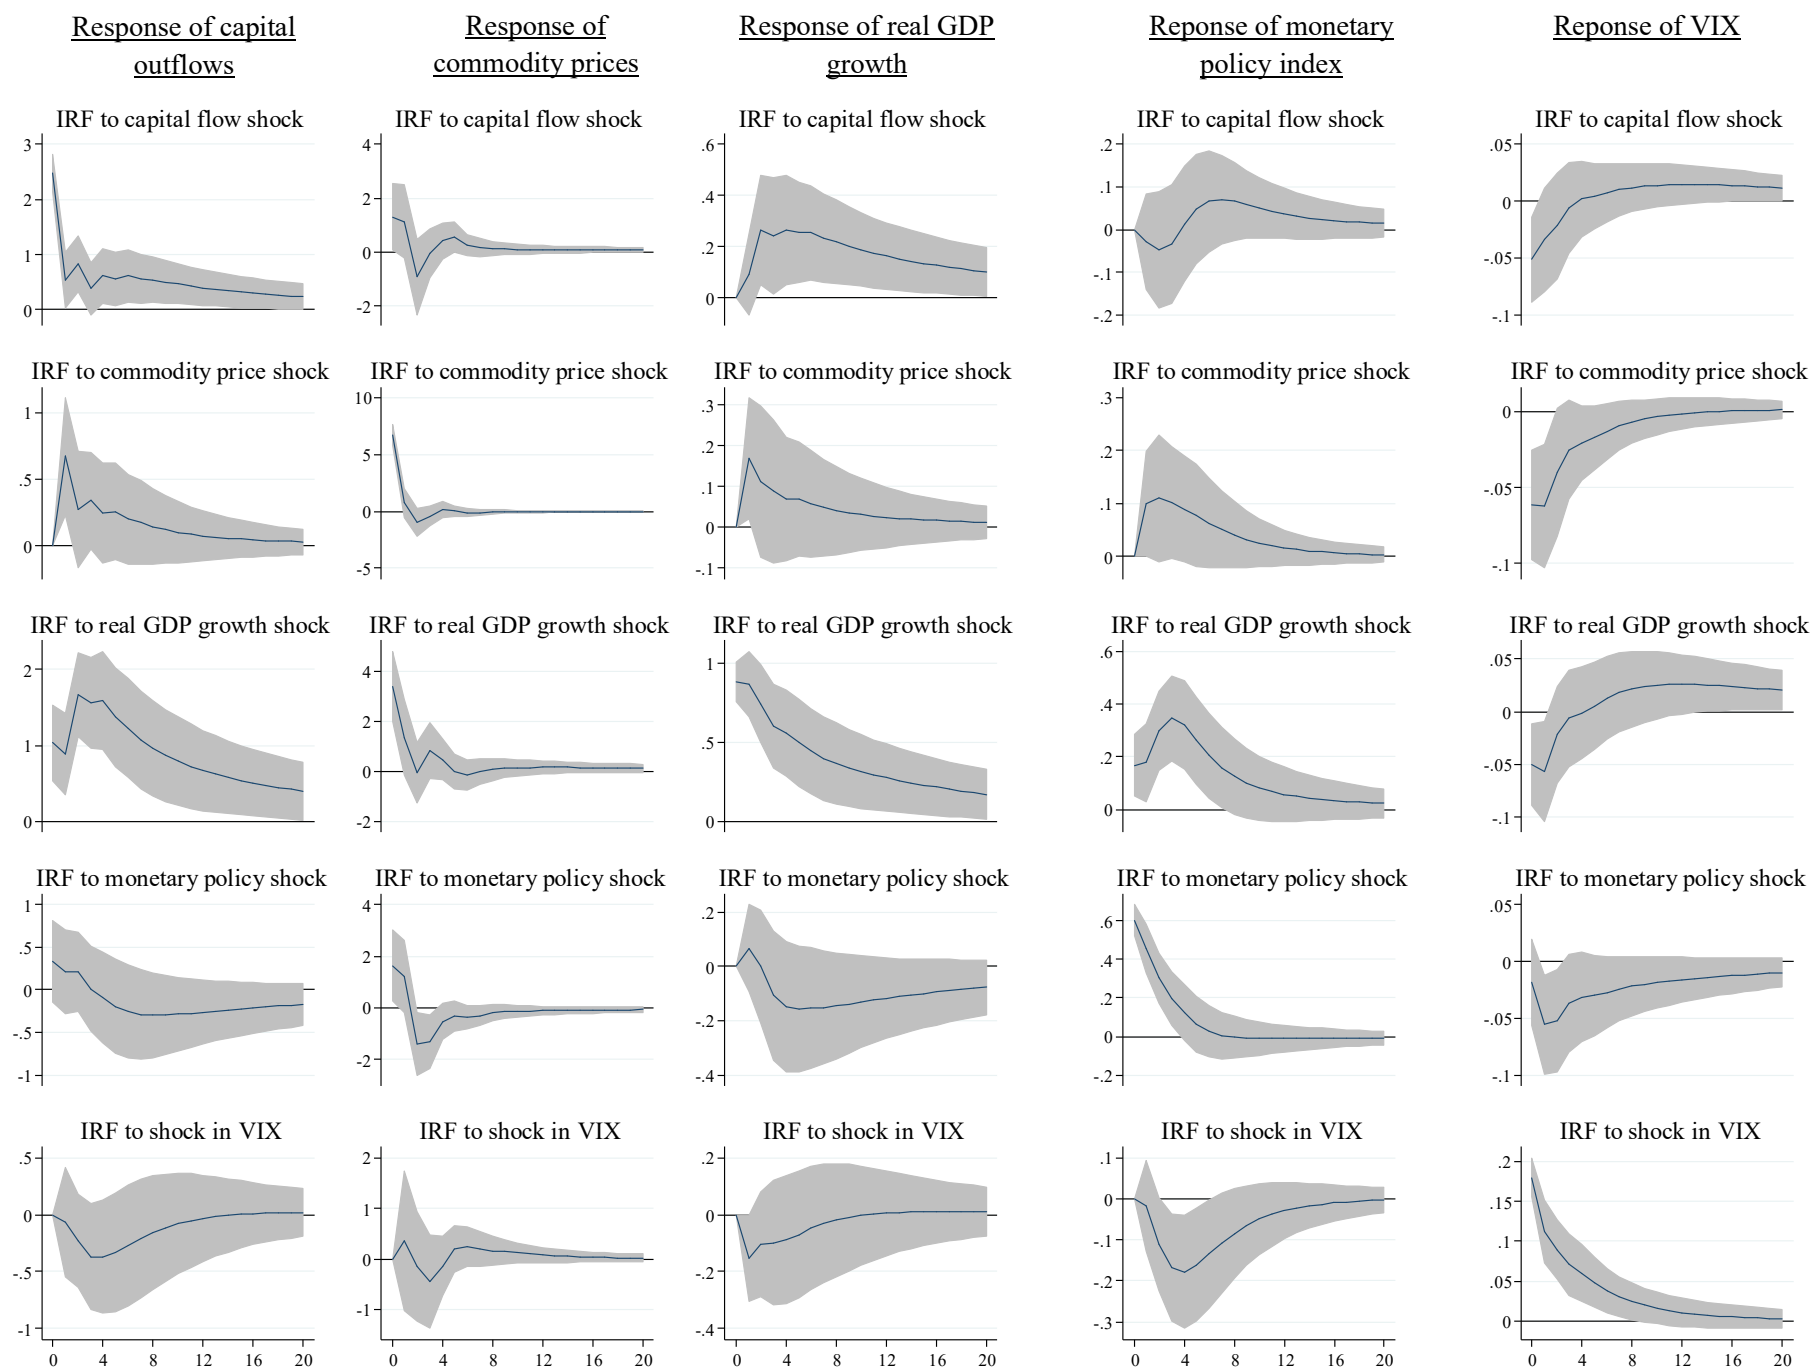 Response of capital
outflows
Response of
commodity prices
Response of real GDP
growth
Reponse of monetary
policy index
Reponse of VIX
IRF to capital flow shock
3
2
1
0
IRF to capital flow shock
4
2
0
-2
IRF to capital flow shock
.6
.4
.2
0
IRF to capital flow shock
.2
.1
0
-.1
-.2
IRF to capital flow shock
.05
0
-.05
-.1
IRF to commodity price shock
1
.5
0
IRF to commodity price shock
10
5
0
-5
IRF to commodity price shock
.3
.2
.1
0
-.1
IRF to commodity price shock
.3
.2
.1
0
IRF to commodity price shock
0
-.05
-.1
IRF to real GDP growth shock
2
1
0
IRF to real GDP growth shock
4
2
0
-2
IRF to real GDP growth shock
1
.5
0
IRF to real GDP growth shock
.6
.4
.2
0
IRF to real GDP growth shock
.05
0
-.05
-.1
IRF to monetary policy shock
1
.5
0
-.5
-1
IRF to monetary policy shock
4
2
0
-2
IRF to monetary policy shock
.2
0
-.2
-.4
IRF to monetary policy shock
.6
.4
.2
0
-.2
IRF to monetary policy shock
.05
0
-.05
-.1
IRF to shock in VIX
.5
0
-.5
-1
0 4 8 12 16 20
IRF to shock in VIX
2
1
0
-1
0 4 8 12 16 20
IRF to shock in VIX
.2
0
-.2
-.4
0 4 8 12 16 20
IRF to shock in VIX
.1
0
-.1
-.2
-.3
0 4 8 12 16 20
IRF to shock in VIX
.2
.15
.1
.05
0
0 4 8 12 16 20